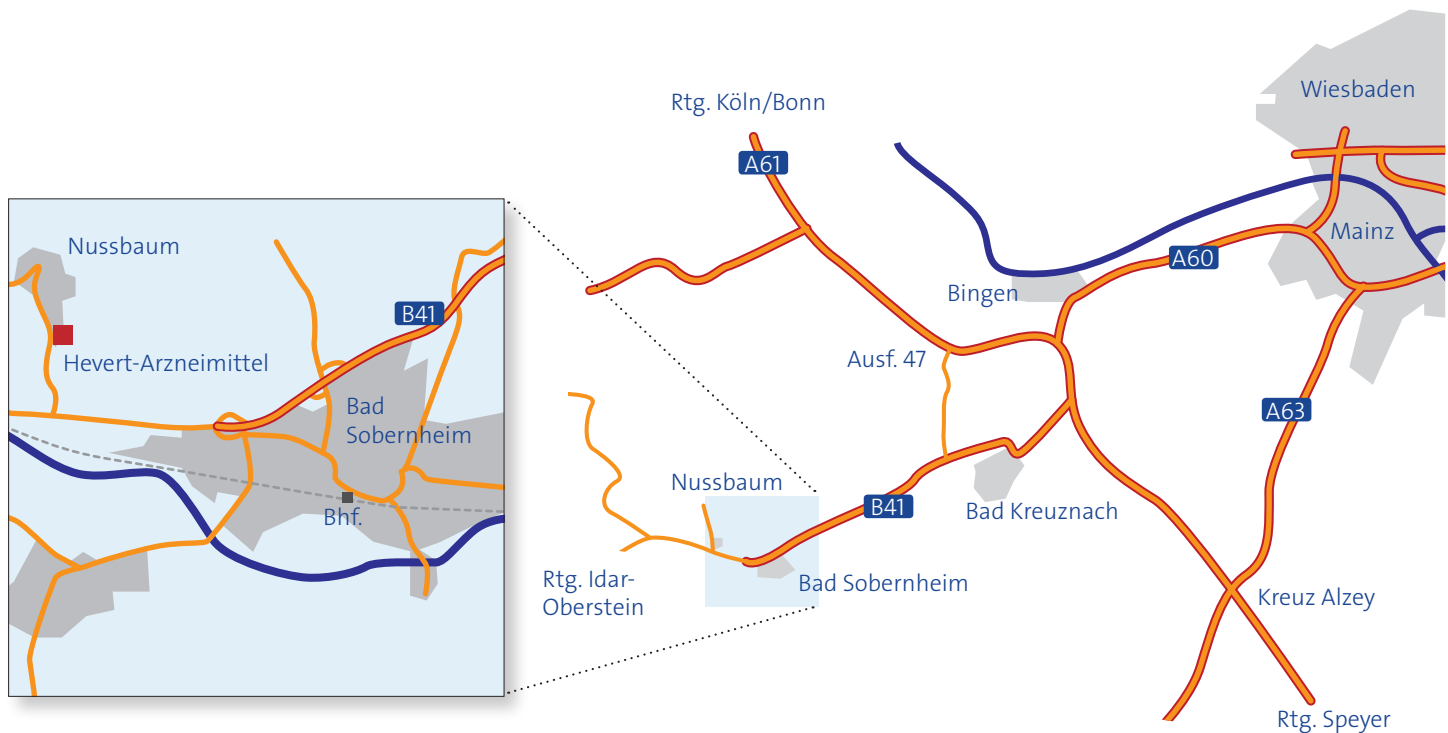 Nussbaum
B41
Hevert-Arzneimittel
Bad
Sobernheim
Bhf.
Rtg. Köln/Bonn
A61
Wiesbaden
Mainz
A60
Bingen
Ausf. 47
A63
Nussbaum
B41
Bad Kreuznach
Rtg. Idar-
Oberstein
Bad Sobernheim
Kreuz Alzey
Rtg. Speyer